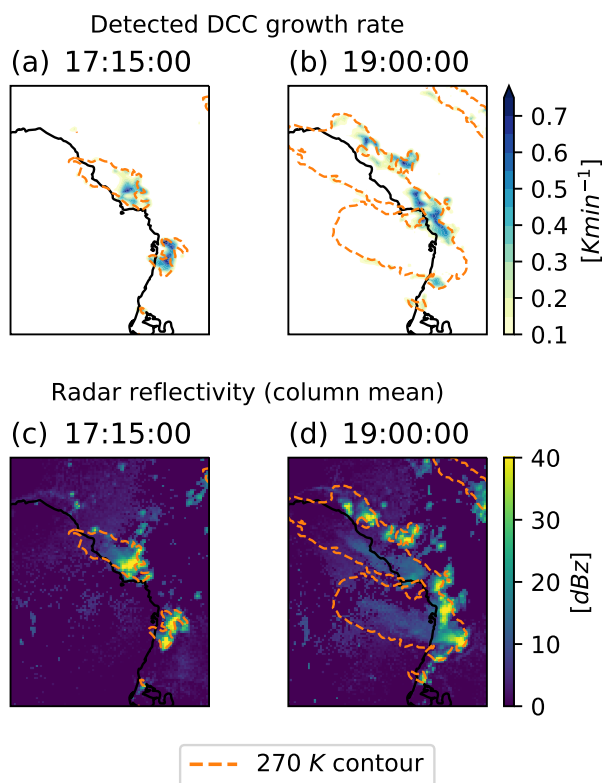 Detected DCC growth rate
(a) 17:15:00
(b) 19:00:00
0.7
0.6
0.5
0.4
0.3
0.2
0.1
[Kmin⁻¹]
Radar reflectivity (column mean)
(c) 17:15:00
(d) 19:00:00
40
30
20
10
0
[dBz]
270 K contour